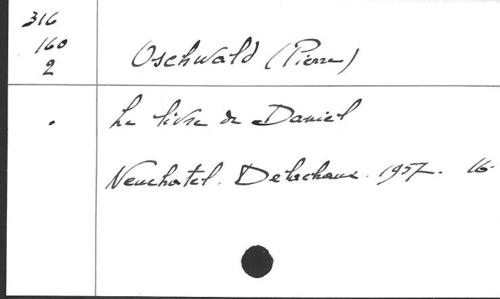 316
160
2
Oschwald (Pierre)
Le livre de Daniel
Neuchatel. Delachaux. 1957. 16.